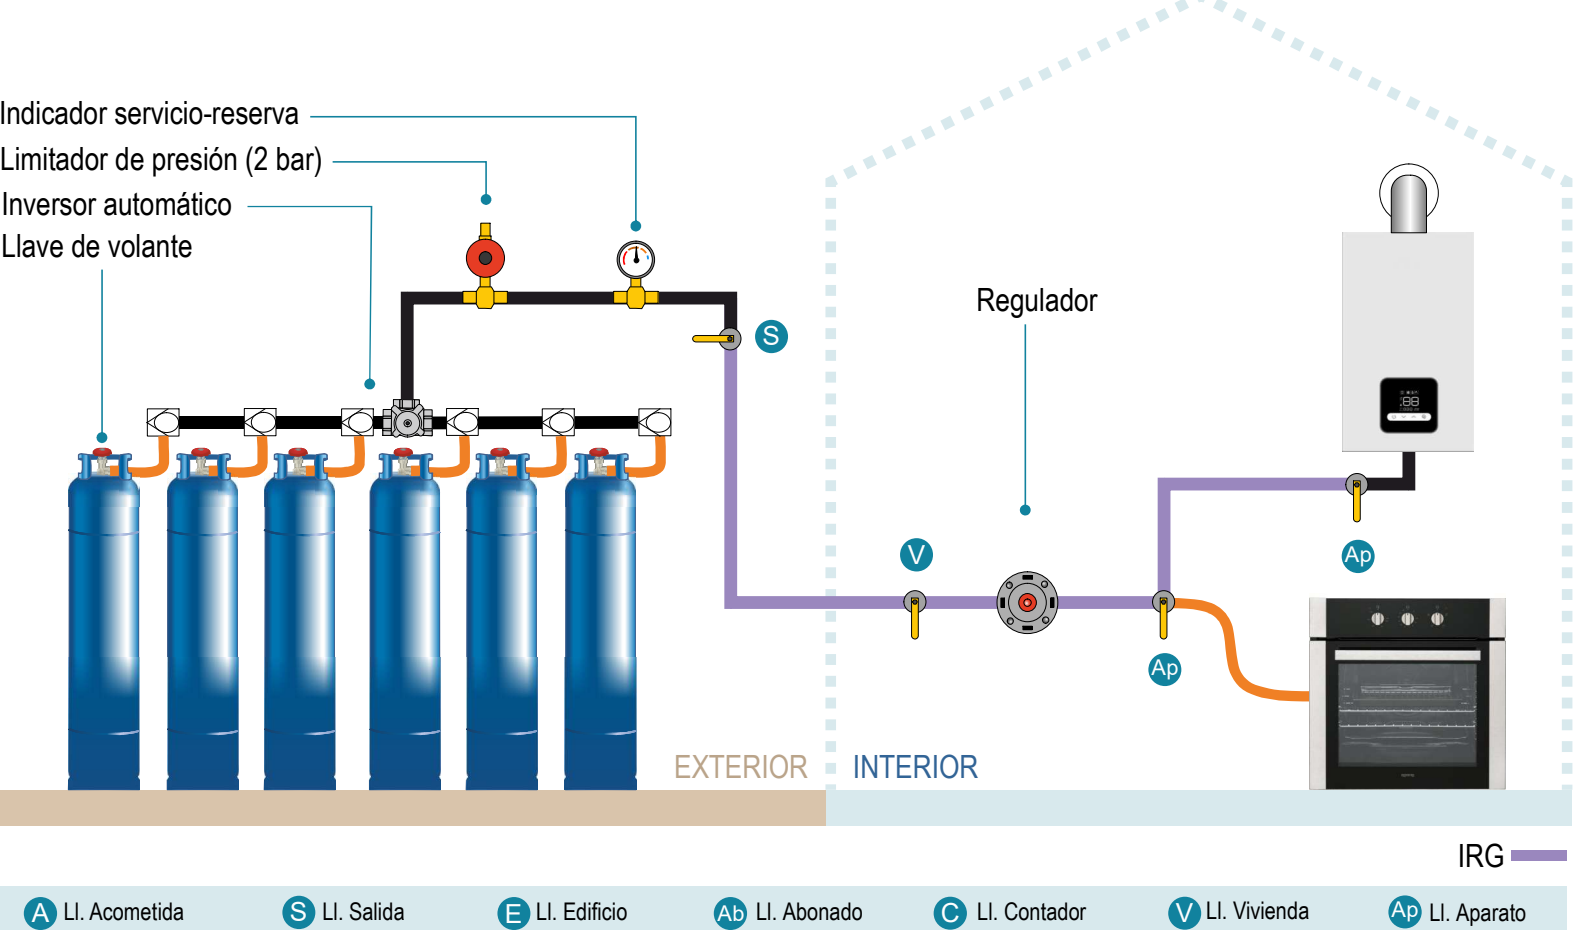 Indicador servicio-reserva
Limitador de presión (2 bar)
Inversor automático
Llave de volante
S
Regulador
V
Ap
Ap
EXTERIOR
INTERIOR
IRG
A Ll. Acometida
S Ll. Salida
E Ll. Edificio
Ab Ll. Abonado
C Ll. Contador
V Ll. Vivienda
Ap Ll. Aparato